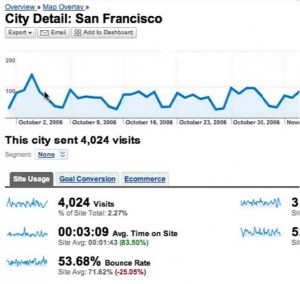 Overview » Map Overlay »
City Detail: San Francisco
Export Email Add to Dashboard
200
100
October 2, 2006 October 9, 2006 October 16, 2006 October 23, 2006 October 30, 2006 Nove
This city sent 4,024 visits
Segment: None
Site Usage Goal Conversion Ecommerce
4,024 Visits
% of Site Total: 2.27%
3
00:03:09 Avg. Time on Site
Site Avg: 00:01:43 (83.50%)
53.68% Bounce Rate
Site Avg: 71.62% (-25.05%)